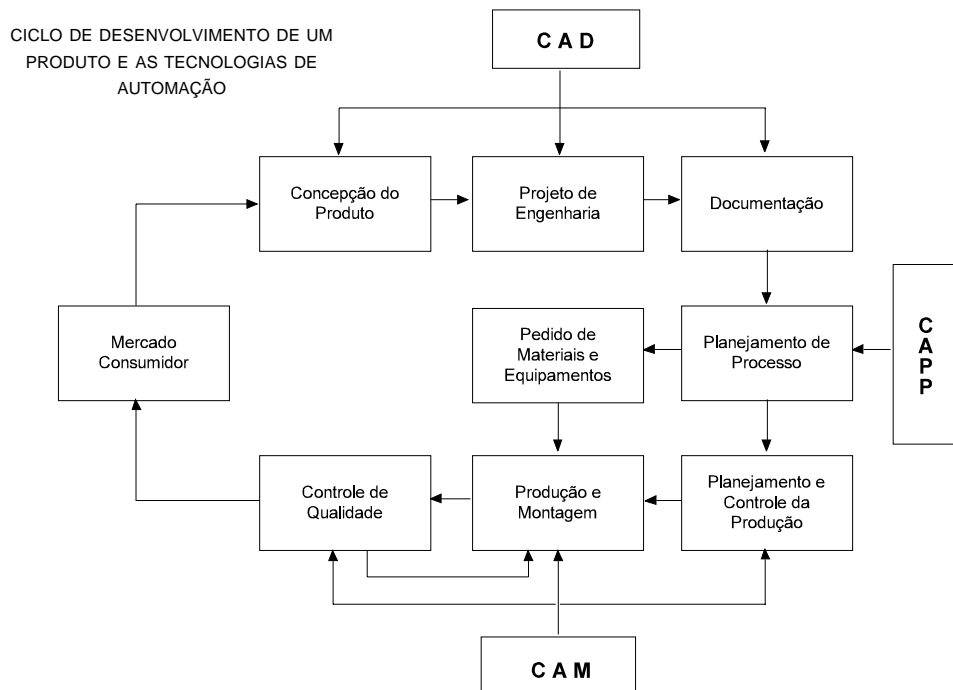 CICLO DE DESENVOLVIMENTO DE UM
PRODUTO E AS TECNOLOGIAS DE
AUTOMAÇÃO
C A D
Concepção do
Produto
Projeto de
Engenharia
Documentação
Mercado
Consumidor
Pedido de
Materiais e
Equipamentos
Planejamento de
Processo
C
A
P
P
Controle de
Qualidade
Produção e
Montagem
Planejamento e
Controle da
Produção
C A M